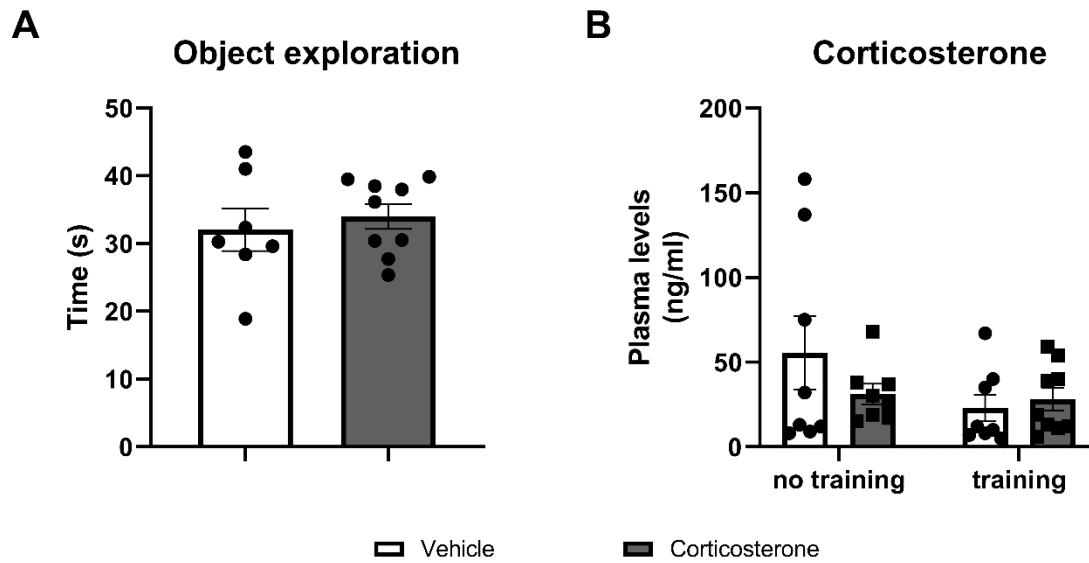 A
Object exploration
Time (s)
50
40
30
20
10
0
B
Corticosterone
Plasma levels
(ng/ml)
200
150
100
50
0
no training
training
Vehicle
Corticosterone